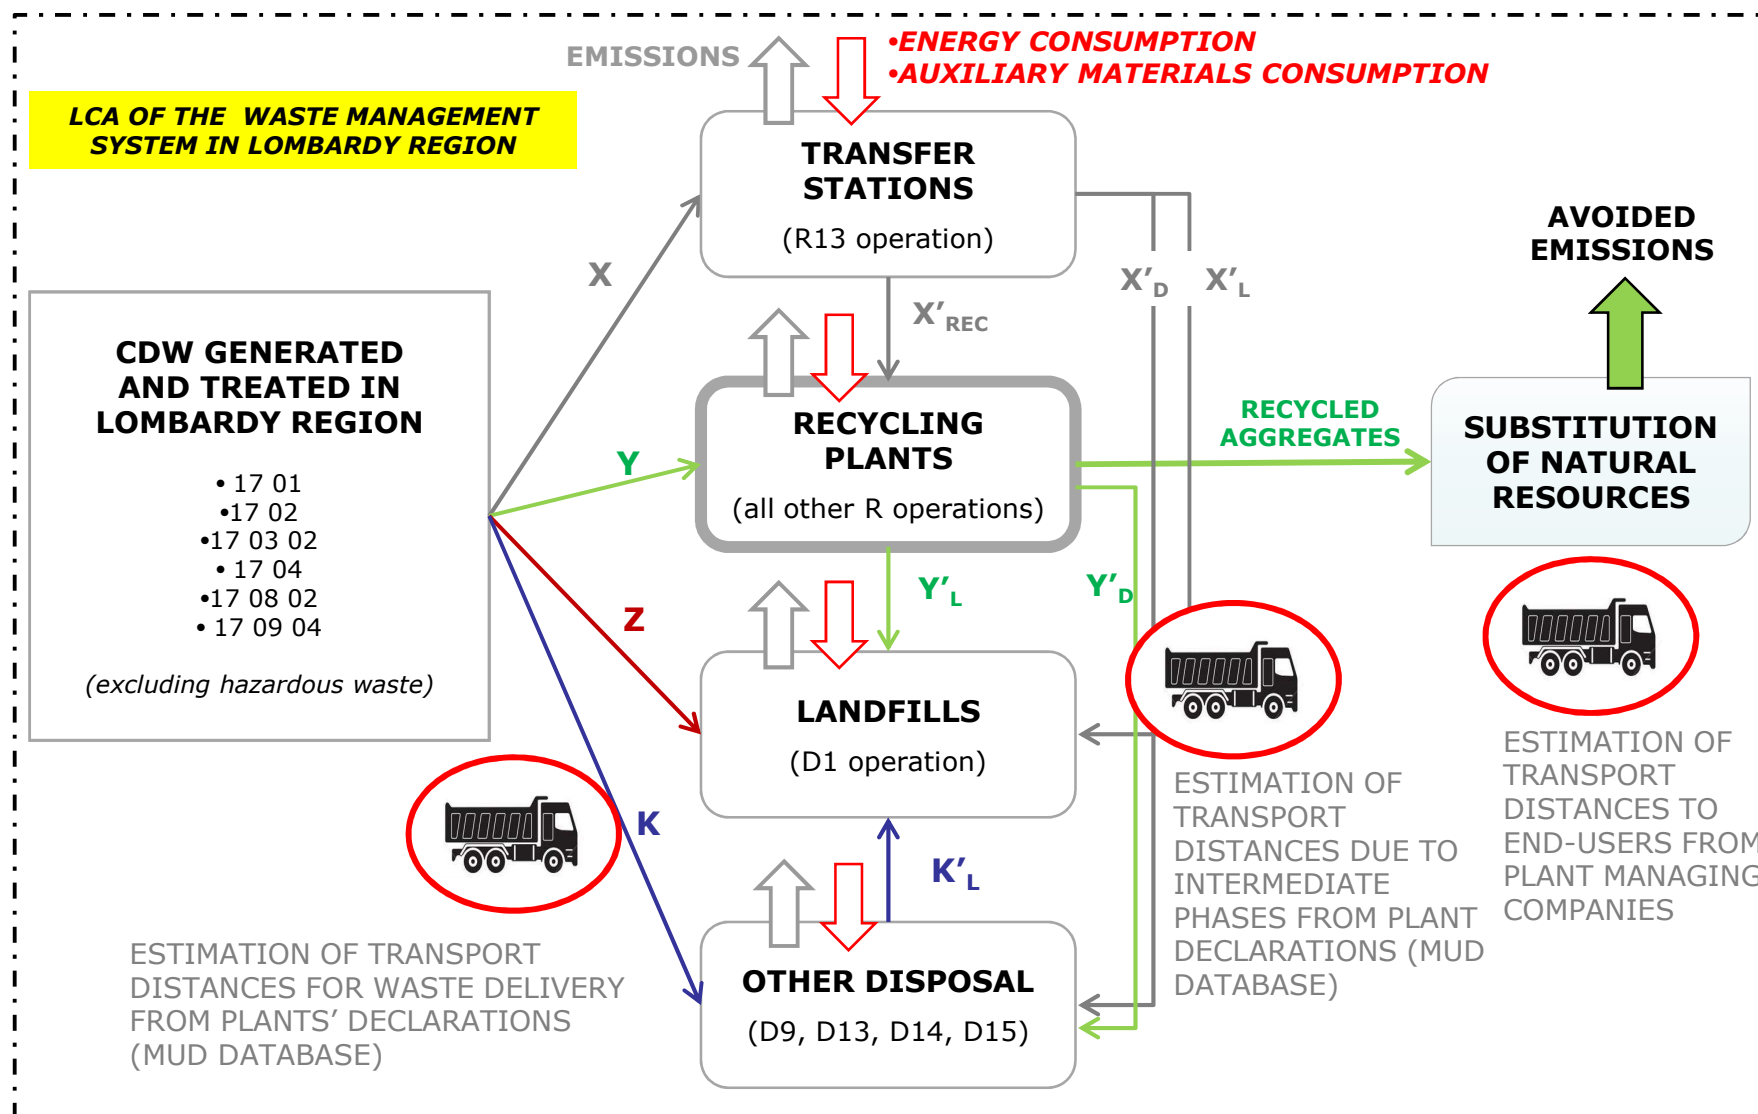 EMISSIONS
•ENERGY CONSUMPTION
•AUXILIARY MATERIALS CONSUMPTION
LCA OF THE WASTE MANAGEMENT
SYSTEM IN LOMBARDY REGION
TRANSFER
STATIONS
(R13 operation)
AVOIDED
EMISSIONS
X
X'D
X'L
X'REC
CDW GENERATED
AND TREATED IN
LOMBARDY REGION
• 17 01
•17 02
•17 03 02
• 17 04
•17 08 02
• 17 09 04
(excluding hazardous waste)
Y
RECYCLING
PLANTS
(all other R operations)
RECYCLED
AGGREGATES
SUBSTITUTION
OF NATURAL
RESOURCES
Z
Y'L
Y'D
LANDFILLS
(D1 operation)
K
K'L
OTHER DISPOSAL
(D9, D13, D14, D15)
ESTIMATION OF TRANSPORT
DISTANCES FOR WASTE DELIVERY
FROM PLANTS' DECLARATIONS
(MUD DATABASE)
ESTIMATION OF
TRANSPORT
DISTANCES DUE TO
INTERMEDIATE
PHASES FROM PLANT
DECLARATIONS (MUD
DATABASE)
ESTIMATION OF
TRANSPORT
DISTANCES TO
END-USERS FROM
PLANT MANAGING
COMPANIES